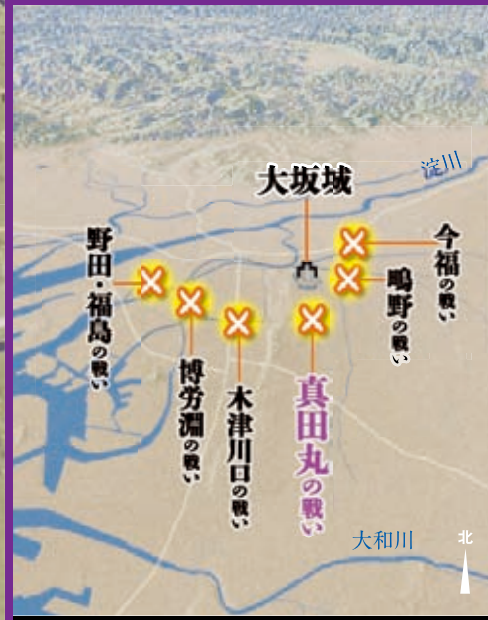 淀川
大坂城
今福の戦い
鴫野の戦い
野田・福島の戦い
博労淵の戦い
木津川口の戦い
真田丸の戦い
大和川
北